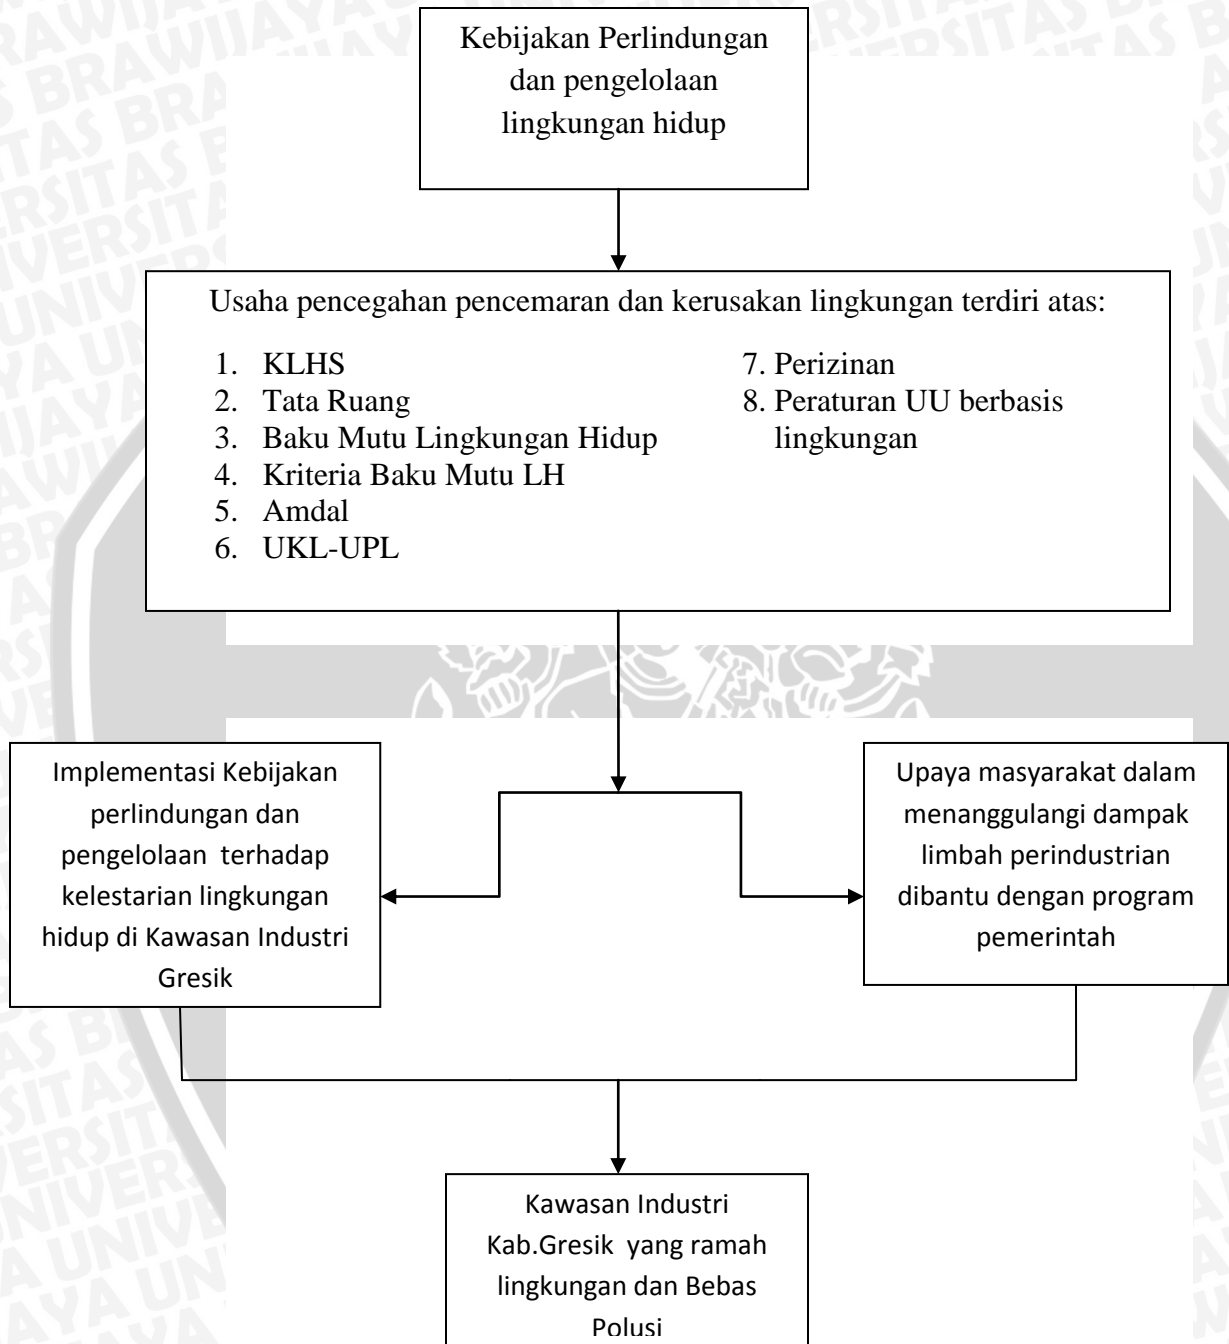 Kebijakan Perlindungan
dan pengelolaan
lingkungan hidup
Usaha pencegahan pencemaran dan kerusakan lingkungan terdiri atas:
1. KLHS
2. Tata Ruang
3. Baku Mutu Lingkungan Hidup
4. Kriteria Baku Mutu LH
5. Amdal
6. UKL-UPL
7. Perizinan
8. Peraturan UU berbasis
lingkungan
Implementasi Kebijakan
perlindungan dan
pengelolaan terhadap
kelestarian lingkungan
hidup di Kawasan Industri
Gresik
Upaya masyarakat dalam
menanggulangi dampak
limbah perindustrian
dibantu dengan program
pemerintah
Kawasan Industri
Kab.Gresik yang ramah
lingkungan dan Bebas
Polusi